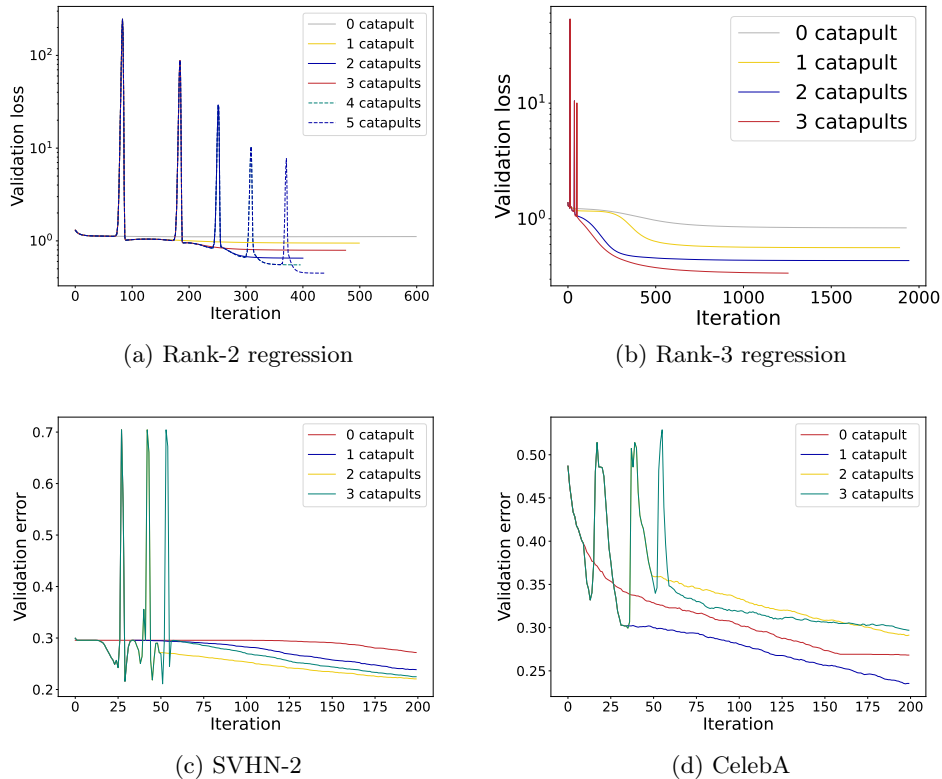 Validation loss
10²
10¹
10⁰
0 catapult
1 catapult
2 catapults
3 catapults
4 catapults
5 catapults
0 100 200 300 400 500 600
Iteration
(a) Rank-2 regression
Validation loss
10¹
10⁰
0 catapult
1 catapult
2 catapults
3 catapults
0 500 1000 1500 2000
Iteration
(b) Rank-3 regression
Validation error
0.7
0.6
0.5
0.4
0.3
0.2
0 catapult
1 catapult
2 catapults
3 catapults
0 25 50 75 100 125 150 175 200
Iteration
(c) SVHN-2
Validation error
0.50
0.45
0.40
0.35
0.30
0.25
0 catapult
1 catapult
2 catapults
3 catapults
0 25 50 75 100 125 150 175 200
Iteration
(d) CelebA